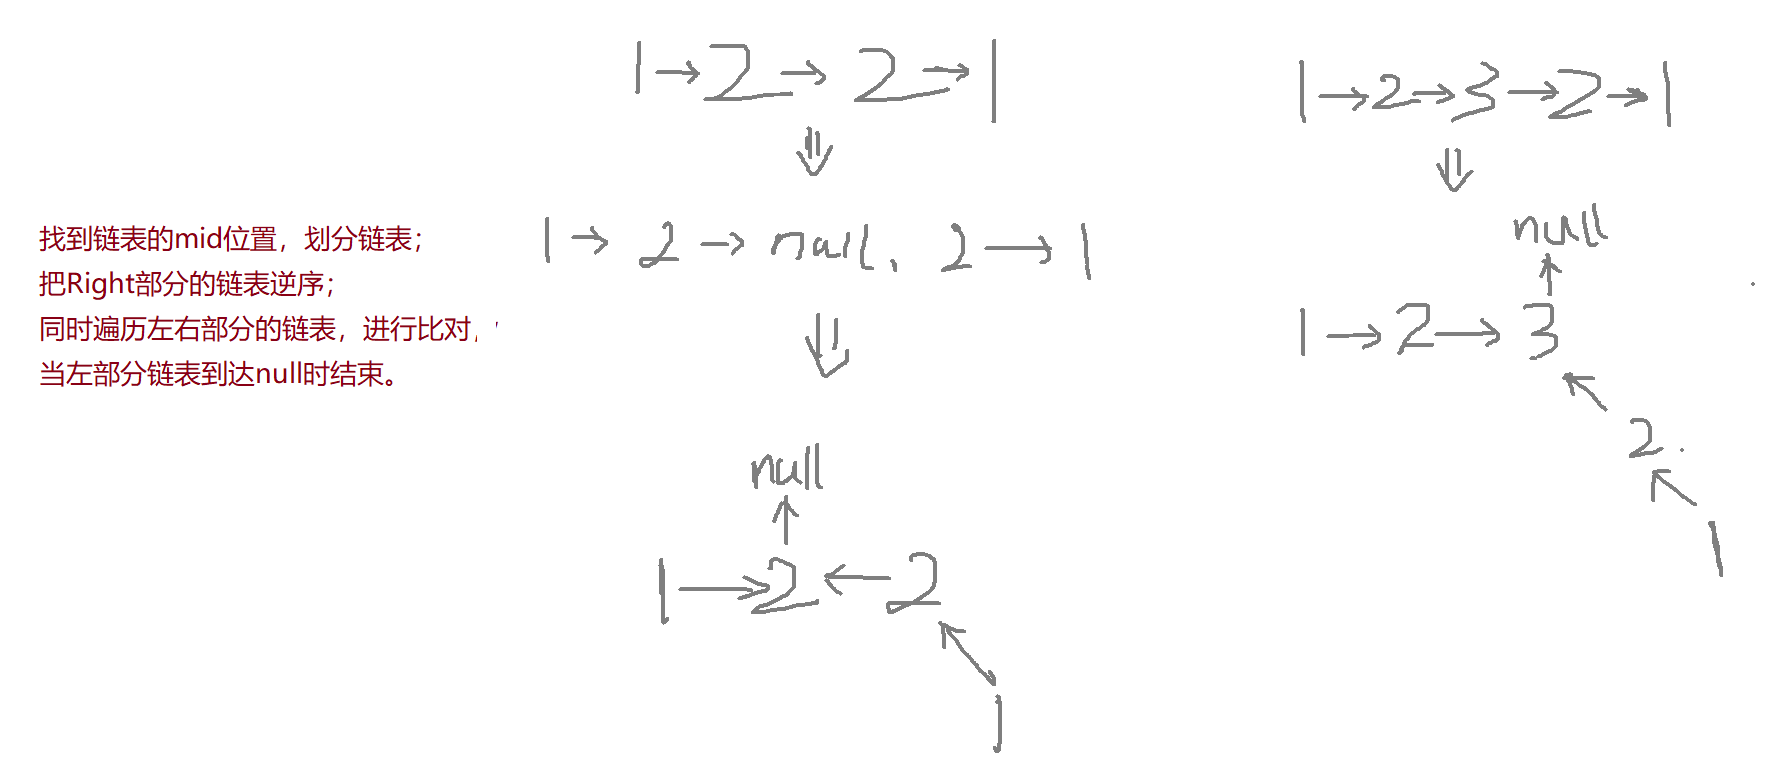 找到链表的mid位置，划分链表；
把Right部分的链表逆序；
同时遍历左右部分的链表，进行比对，
当左部分链表到达null时结束。
1→2→2→1
⇓
1→2→null. 2→1
⇓
null
↑
1→2←2
↖
1
1→2→3→2→1
⇓
null
↑
1→2→3
↖
2.
↖
1